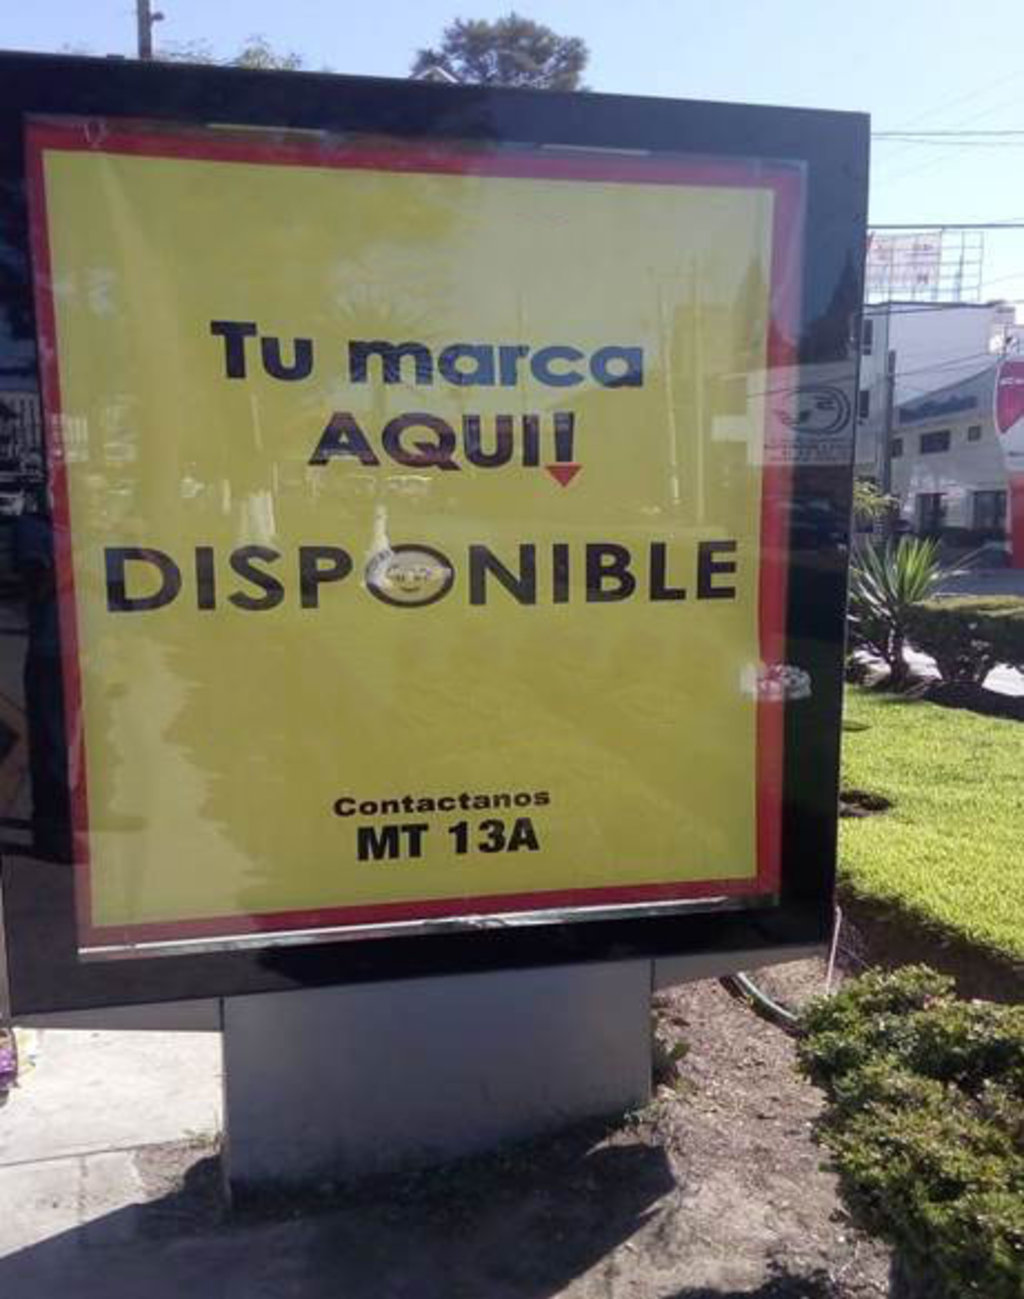 Tu marca
AQUI!
DISPONIBLE
Contactanos
MT 13A